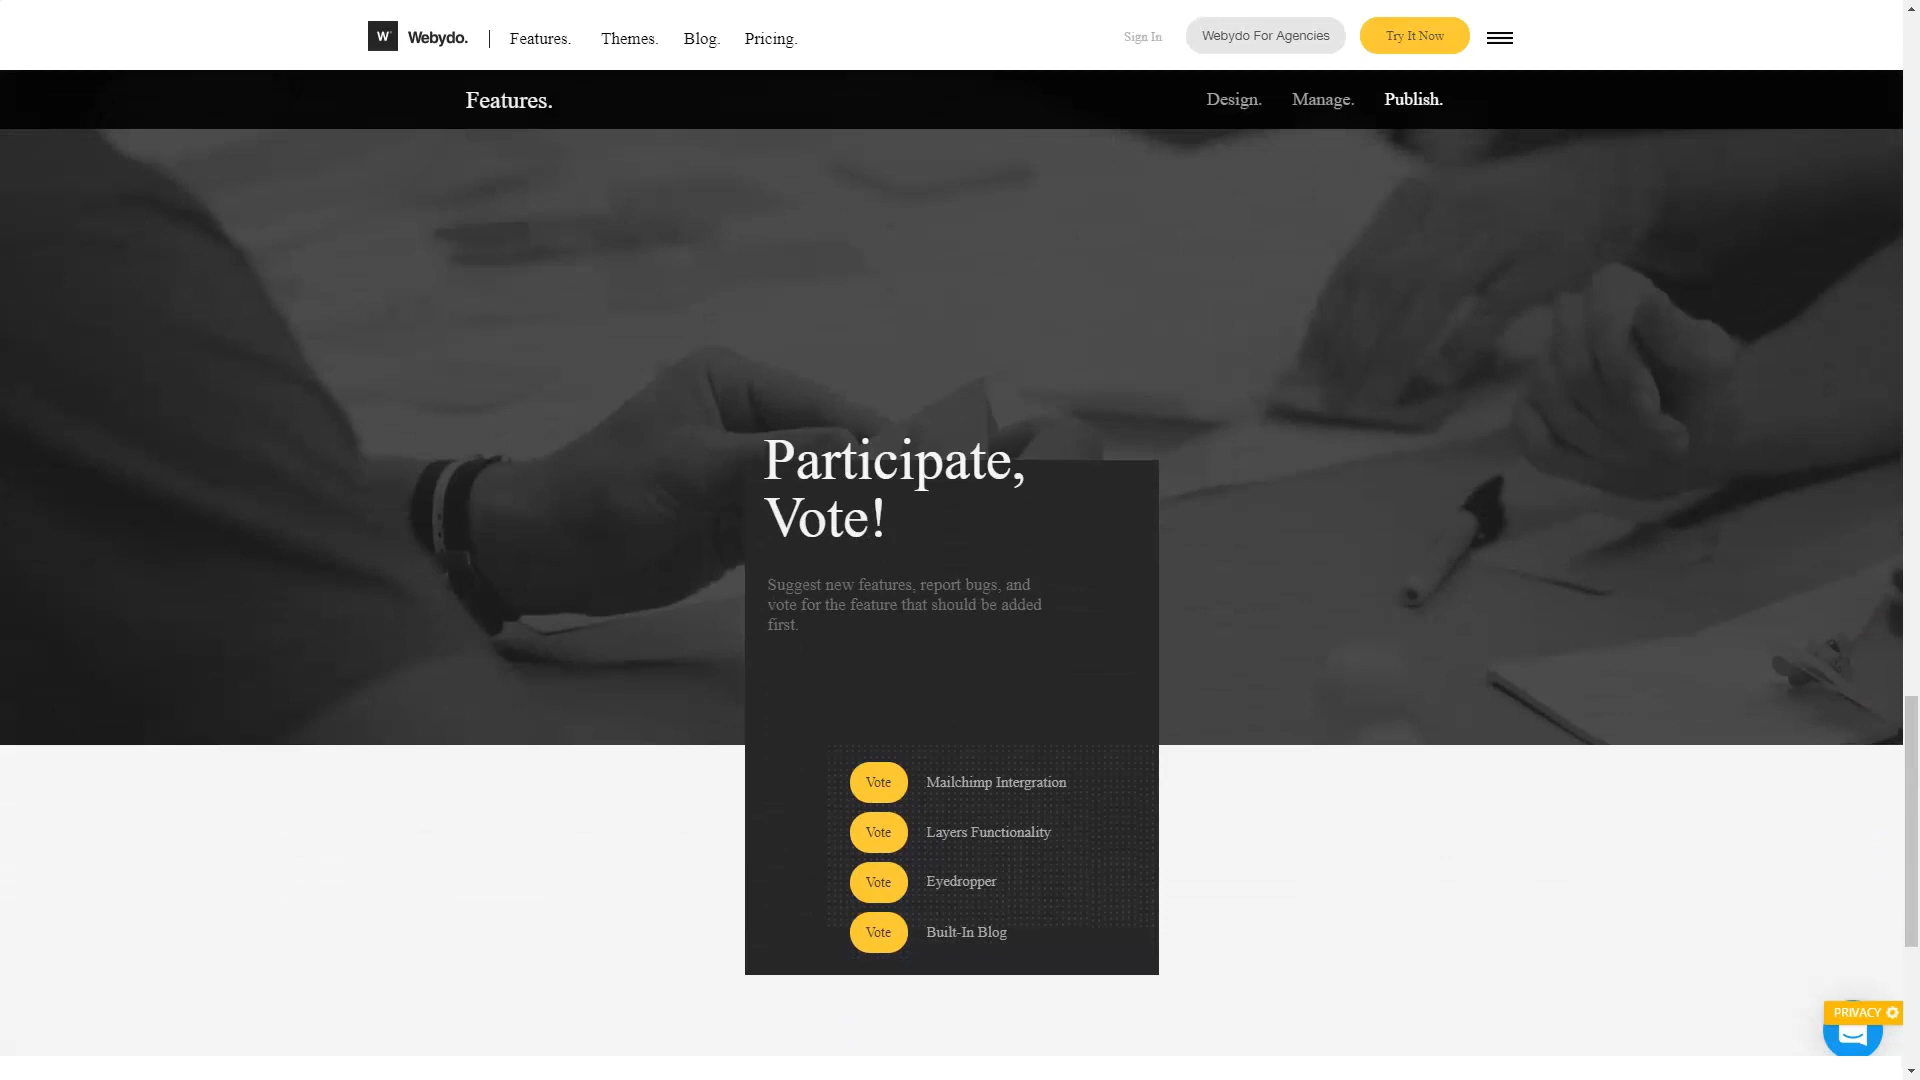 W Webydo. Features. Themes. Blog. Pricing. Sign In Webydo For Agencies Try It Now
Features. Design. Manage. Publish.
Participate,
Vote!
Suggest new features, report bugs, and
vote for the feature that should be added
first.
Vote Mailchimp Intergration
Vote Layers Functionality
Vote Eyedropper
Vote Built-In Blog
PRIVACY